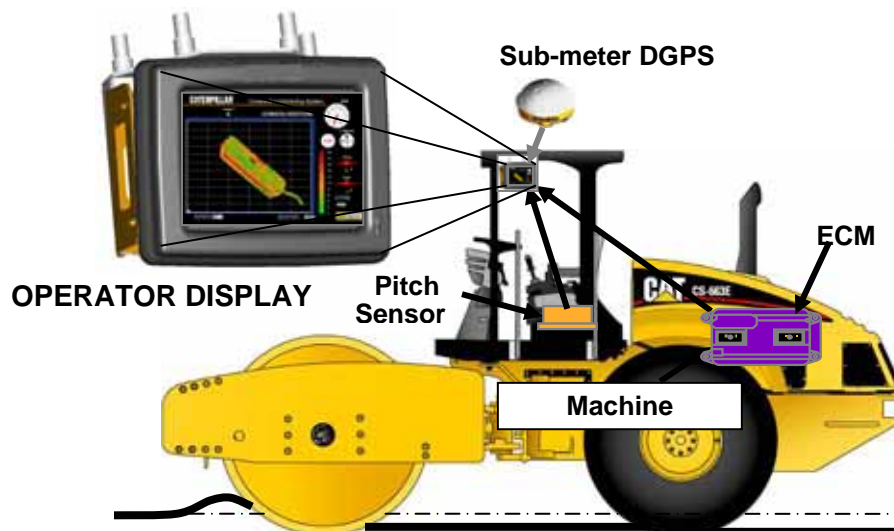 Sub-meter DGPS
CATERPILLAR
ECM
OPERATOR DISPLAY
Pitch
Sensor
CAT
CS-563E
Machine